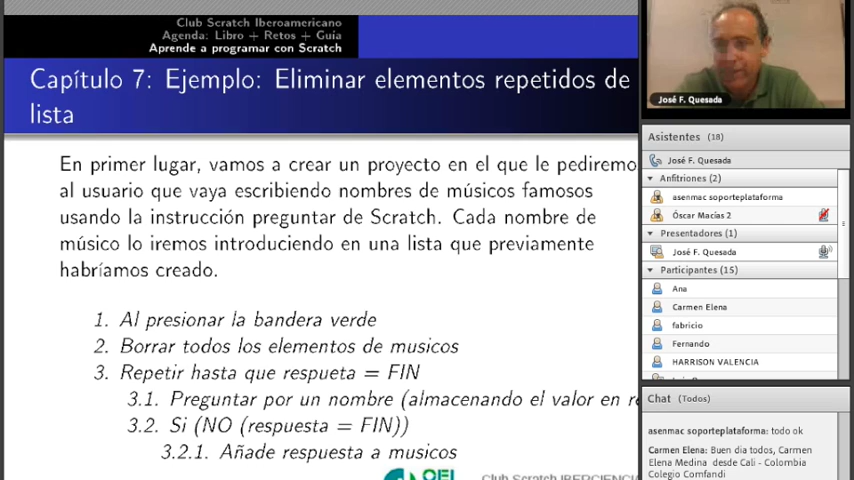 Club Scratch Iberoamericano
Agenda: Libro + Retos + Guía
Aprende a programar con Scratch
Capítulo 7: Ejemplo: Eliminar elementos repetidos de
lista
En primer lugar, vamos a crear un proyecto en el que le pediremo
al usuario que vaya escribiendo nombres de músicos famosos
usando la instrucción preguntar de Scratch. Cada nombre de
músico lo iremos introduciendo en una lista que previamente
habríamos creado.
1. Al presionar la bandera verde
2. Borrar todos los elementos de musicos
3. Repetir hasta que respueta = FIN
3.1. Preguntar por un nombre (almacenando el valor en re
3.2. Si (NO (respuesta = FIN))
3.2.1. Añade respuesta a musicos
OEI
Club Scratch IBERCIENCIA
José F. Quesada
Asistentes (18)
José F. Quesada
Anfitriones (2)
asenmac soporteplataforma
Óscar Macías 2
Presentadores (1)
José F. Quesada
Participantes (15)
Ana
Carmen Elena
fabricio
Fernando
HARRISON VALENCIA
Chat (Todos)
asenmac soporteplataforma: todo ok
Carmen Elena: Buen dia todos, Carmen
Elena Medina desde Cali - Colombia
Colegio Comfandi